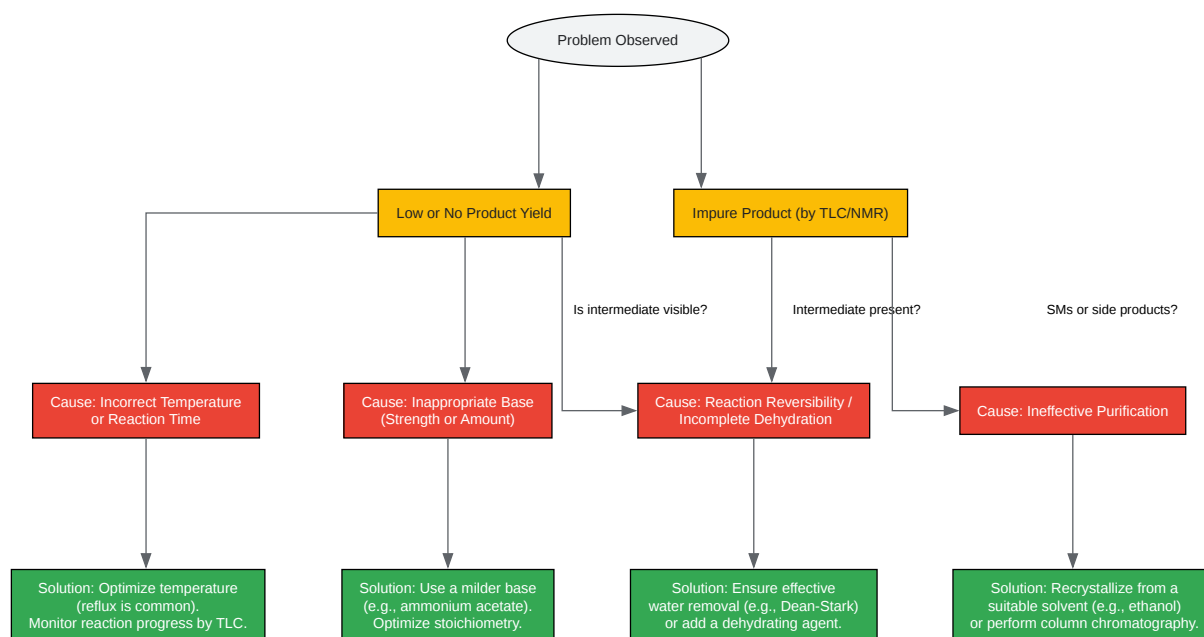 Problem Observed
Low or No Product Yield
Impure Product (by TLC/NMR)
Is intermediate visible?
Intermediate present?
SMs or side products?
Cause: Incorrect Temperature
or Reaction Time
Cause: Inappropriate Base
(Strength or Amount)
Cause: Reaction Reversibility /
Incomplete Dehydration
Cause: Ineffective Purification
Solution: Optimize temperature
(reflux is common).
Monitor reaction progress by TLC.
Solution: Use a milder base
(e.g., ammonium acetate).
Optimize stoichiometry.
Solution: Ensure effective
water removal (e.g., Dean-Stark)
or add a dehydrating agent.
Solution: Recrystallize from a
suitable solvent (e.g., ethanol)
or perform column chromatography.